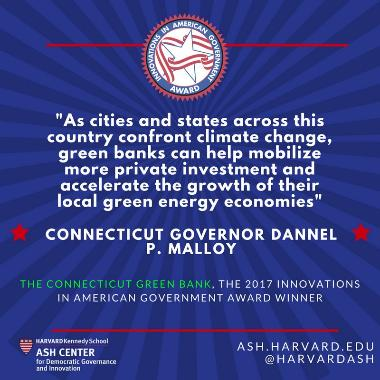 INNOVATIONS IN AMERICAN GOVERNMENT
AWARD
"As cities and states across this
country confront climate change,
green banks can help mobilize
more private investment and
accelerate the growth of their
local green energy economies"
CONNECTICUT GOVERNOR DANNEL
P. MALLOY
THE CONNECTICUT GREEN BANK, THE 2017 INNOVATIONS
IN AMERICAN GOVERNMENT AWARD WINNER
HARVARD Kennedy School
ASH CENTER
for Democratic Governance
and Innovation
ASH.HARVARD.EDU
@HARVARDASH